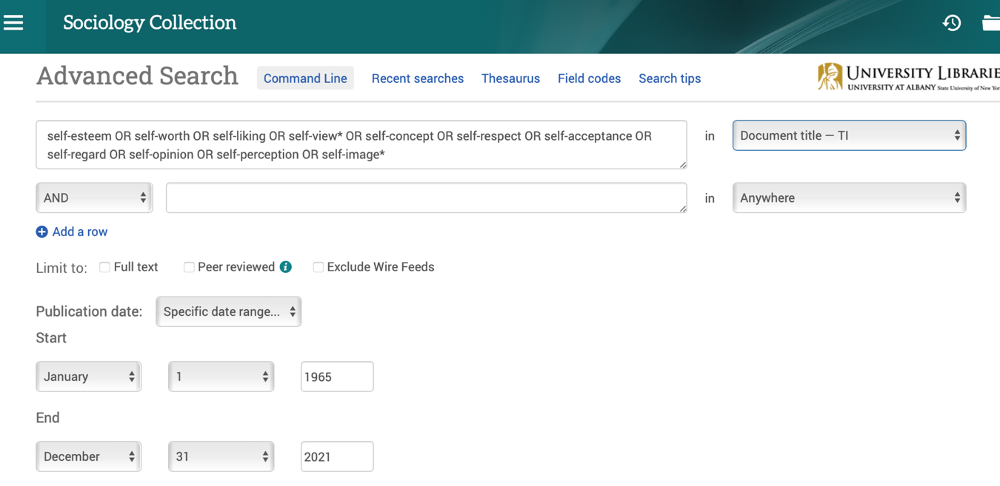 Sociology Collection
Advanced Search Command Line Recent searches Thesaurus Field codes Search tips
UNIVERSITY LIBRARIE
UNIVERSITY AT ALBANY State University of New Yor
self-esteem OR self-worth OR self-liking OR self-view* OR self-concept OR self-respect OR self-acceptance OR
self-regard OR self-opinion OR self-perception OR self-image*
in Document title — TI
AND in Anywhere
Add a row
Limit to: Full text Peer reviewed i Exclude Wire Feeds
Publication date: Specific date range...
Start
January 1 1965
End
December 31 2021